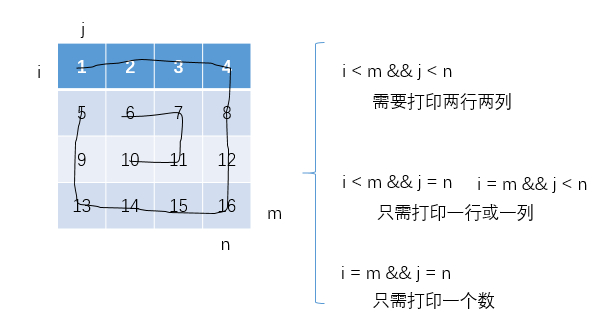 j
i
1 2 3 4
5 6 7 8
9 10 11 12
13 14 15 16
m
n
i < m && j < n
需要打印两行两列
i < m && j = n i = m && j < n
只需打印一行或一列
i = m && j = n
只需打印一个数